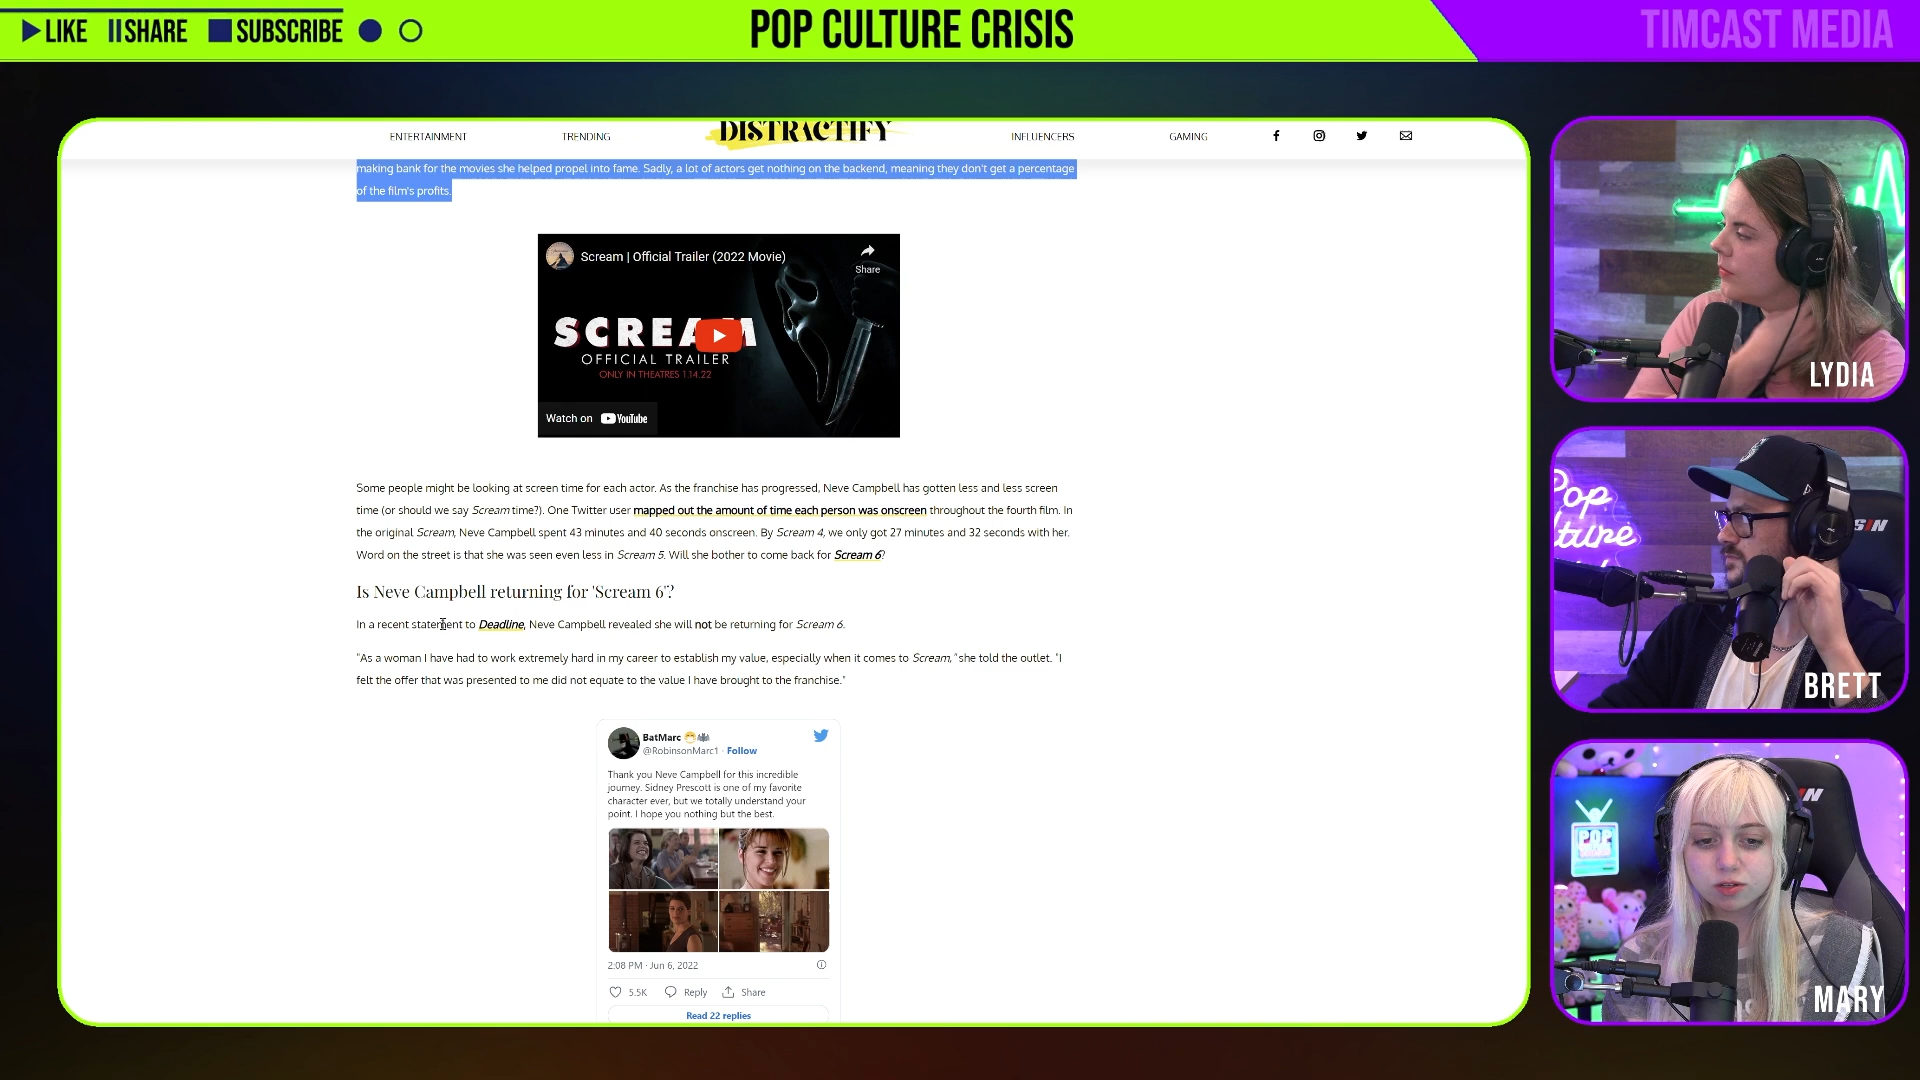 LIKE SHARE SUBSCRIBE
POP CULTURE CRISIS
TIMCAST MEDIA
ENTERTAINMENT TRENDING DISTRACTIFY INFLUENCERS GAMING
making bank for the movies she helped propel into fame. Sadly, a lot of actors get nothing on the backend, meaning they don't get a percentage
of the film's profits.
Scream | Official Trailer (2022 Movie)
Share
SCREAM
OFFICIAL TRAILER
ONLY IN THEATRES 1.14.22
Watch on YouTube
Some people might be looking at screen time for each actor. As the franchise has progressed, Neve Campbell has gotten less and less screen
time (or should we say Scream time?). One Twitter user mapped out the amount of time each person was onscreen throughout the fourth film. In
the original Scream, Neve Campbell spent 43 minutes and 40 seconds onscreen. By Scream 4, we only got 27 minutes and 32 seconds with her.
Word on the street is that she was seen even less in Scream 5. Will she bother to come back for Scream 6?
Is Neve Campbell returning for 'Scream 6'?
In a recent statement to Deadline, Neve Campbell revealed she will not be returning for Scream 6.
"As a woman I have had to work extremely hard in my career to establish my value, especially when it comes to Scream," she told the outlet. "I
felt the offer that was presented to me did not equate to the value I have brought to the franchise."
BatMarc
@RobinsonMarc1 · Follow
Thank you Neve Campbell for this incredible
journey. Sidney Prescott is one of my favorite
character ever, but we totally understand your
point. I hope you nothing but the best.
2:08 PM · Jun 6, 2022
5.5K Reply Share
Read 22 replies
LYDIA
Pop
lture
BRETT
POP
MARY